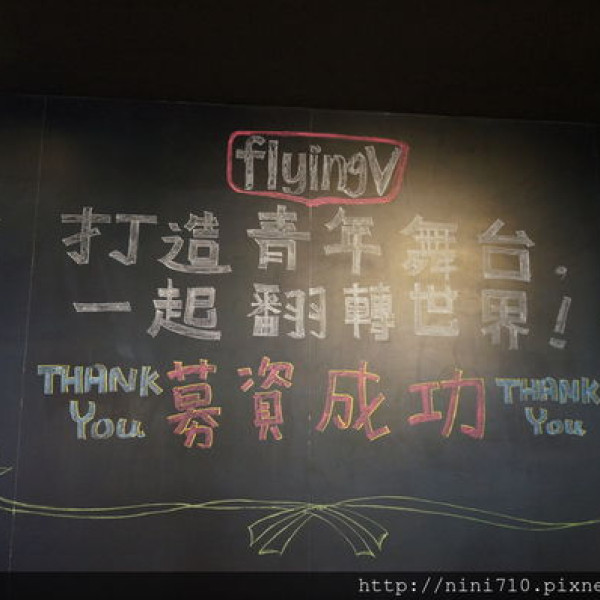 flyingV
打造青年舞台.
一起翻轉世界!
THANK You 募資成功 THANK You
http://nini710.pixne